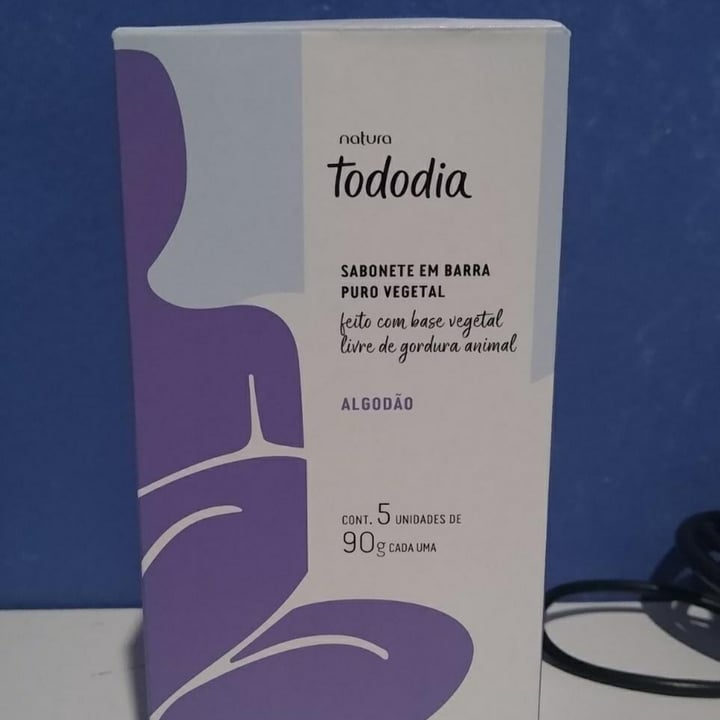 natura
Tododia
SABONETE EM BARRA
PURO VEGETAL
feito com base vegetal
livre de gordura animal
ALGODÃO
CONT. 5 UNIDADES DE
90g CADA UMA